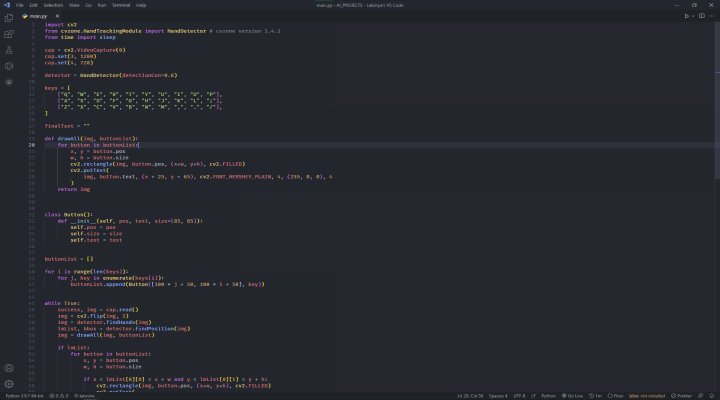 File Edit Selection View Go Run Terminal Help
main.py - AI_PROJECTS - Lakshya's VS Code
main.py
import cv2
from cvzone.HandTrackingModule import HandDetector # cvzone version 1.4.1
from time import sleep
cap = cv2.VideoCapture(0)
cap.set(3, 1280)
cap.set(4, 720)
detector = HandDetector(detectionCon=0.8)
keys = [
["Q", "W", "E", "R", "T", "Y", "U", "I", "O", "P"],
["A", "S", "D", "F", "G", "H", "J", "K", "L", ";"],
["Z", "X", "C", "V", "B", "N", "M", ",", ".", "/"],
]
finalText = ""
def drawAll(img, buttonList):
20 for button in buttonList:
x, y = button.pos
w, h = button.size
cv2.rectangle(img, button.pos, (x+w, y+h), cv2.FILLED)
cv2.putText(
img, button.text, (x + 25, y + 65), cv2.FONT_HERSHEY_PLAIN, 4, (255, 0, 0), 4
)
return img
class Button():
def __init__(self, pos, text, size=[85, 85]):
self.pos = pos
self.size = size
self.text = text
buttonList = []
for i in range(len(keys)):
for j, key in enumerate(keys[i]):
buttonList.append(Button([100 * j + 50, 100 * i + 50], key))
while True:
success, img = cap.read()
img = cv2.flip(img, 1)
img = detector.findHands(img)
lmList, bbox = detector.findPosition(img)
img = drawAll(img, buttonList)
if lmList:
for button in buttonList:
x, y = button.pos
w, h = button.size
if x < lmList[8][0] < x + w and y < lmList[8][1] < y + h:
cv2.rectangle(img, button.pos, (x+w, y+h), cv2.FILLED)
Python 3.9.7 64-bit 0 0 tabnine Ln 20, Col 30 Spaces: 4 UTF-8 LF Python Go Live Flow Prettier